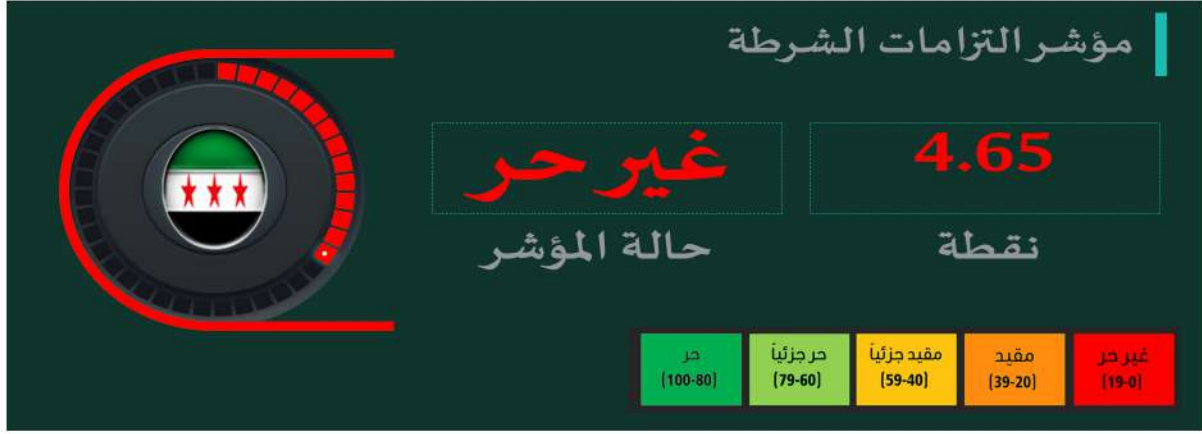 مؤشر التزامات الشرطة
4.65
نقطة
غير حر
حالة المؤشر
غير حر
(19-0)
مقيد
(39-20)
مقيد جزئياً
(59-40)
حر جزئياً
(79-60)
حر
(100-80)